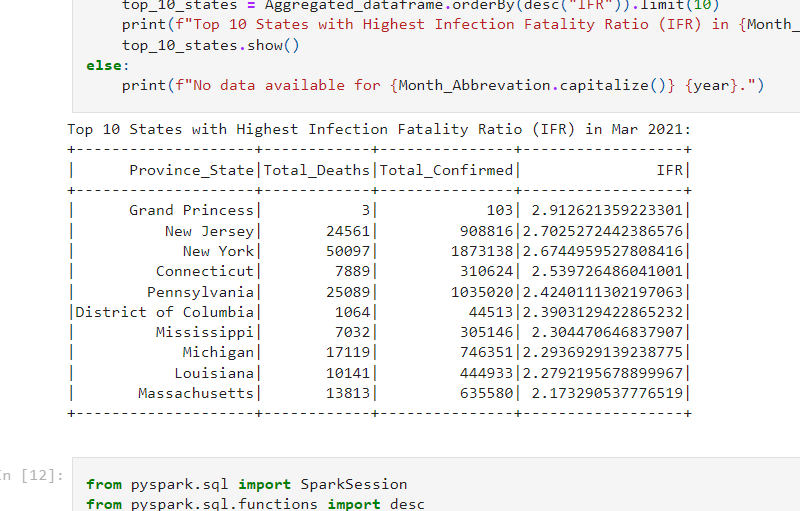 top_10_states = Aggregated_dataframe.orderBy(desc("IFR")).limit(10)
print(f"Top 10 States with Highest Infection Fatality Ratio (IFR) in {Month_
top_10_states.show()
else:
print(f"No data available for {Month_Abbrevation.capitalize()} {year}.")
Top 10 States with Highest Infection Fatality Ratio (IFR) in Mar 2021:
+--------------------+------------+---------------+------------------+
|      Province_State|Total_Deaths|Total_Confirmed|               IFR|
+--------------------+------------+---------------+------------------+
|      Grand Princess|           3|            103| 2.912621359223301|
|          New Jersey|       24561|         908816|2.7025272442386576|
|            New York|       50097|        1873138|2.6744959527808416|
|         Connecticut|        7889|         310624| 2.539726486041001|
|        Pennsylvania|       25089|        1035020|2.4240111302197063|
|District of Columbia|        1064|          44513|2.3903129422865232|
|         Mississippi|        7032|         305146| 2.304470646837907|
|            Michigan|       17119|         746351|2.2936929139238775|
|           Louisiana|       10141|         444933|2.2792195678899967|
|       Massachusetts|       13813|         635580| 2.173290537776519|
+--------------------+------------+---------------+------------------+
In [12]:
from pyspark.sql import SparkSession
from pyspark.sql.functions import desc